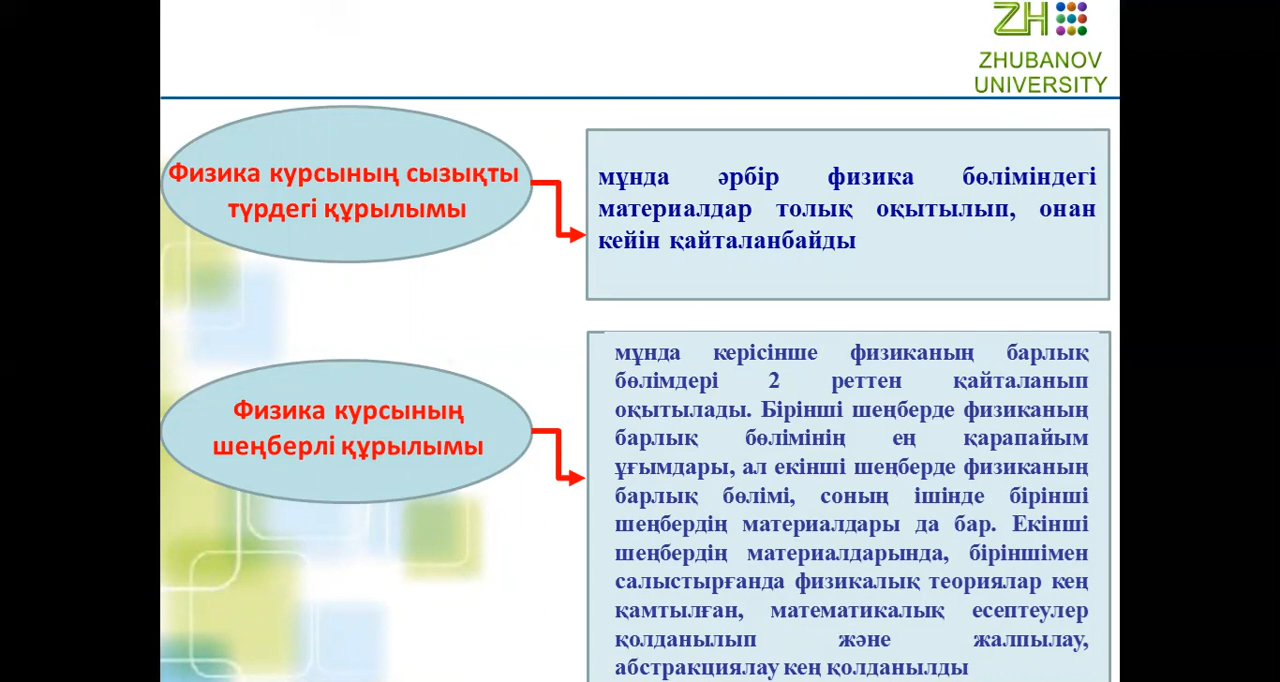 ZH
ZHUBANOV
UNIVERSITY
Физика курсының сызықты
түрдегі құрылымы
мұнда әрбір физика бөліміндегі
материалдар толық оқытылып, онан
кейін қайталанбайды
Физика курсының
шеңберлі құрылымы
мұнда керісінше физиканың барлық
бөлімдері 2 реттен қайталанып
оқытылады. Бірінші шеңберде физиканың
барлық бөлімінің ең қарапайым
ұғымдары, ал екінші шеңберде физиканың
барлық бөлімі, соның ішінде бірінші
шеңбердің материалдары да бар. Екінші
шеңбердің материалдарында, біріншімен
салыстырғанда физикалық теориялар кең
қамтылған, математикалық есептеулер
қолданылып және жалпылау,
абстракциялау кең қолданылды